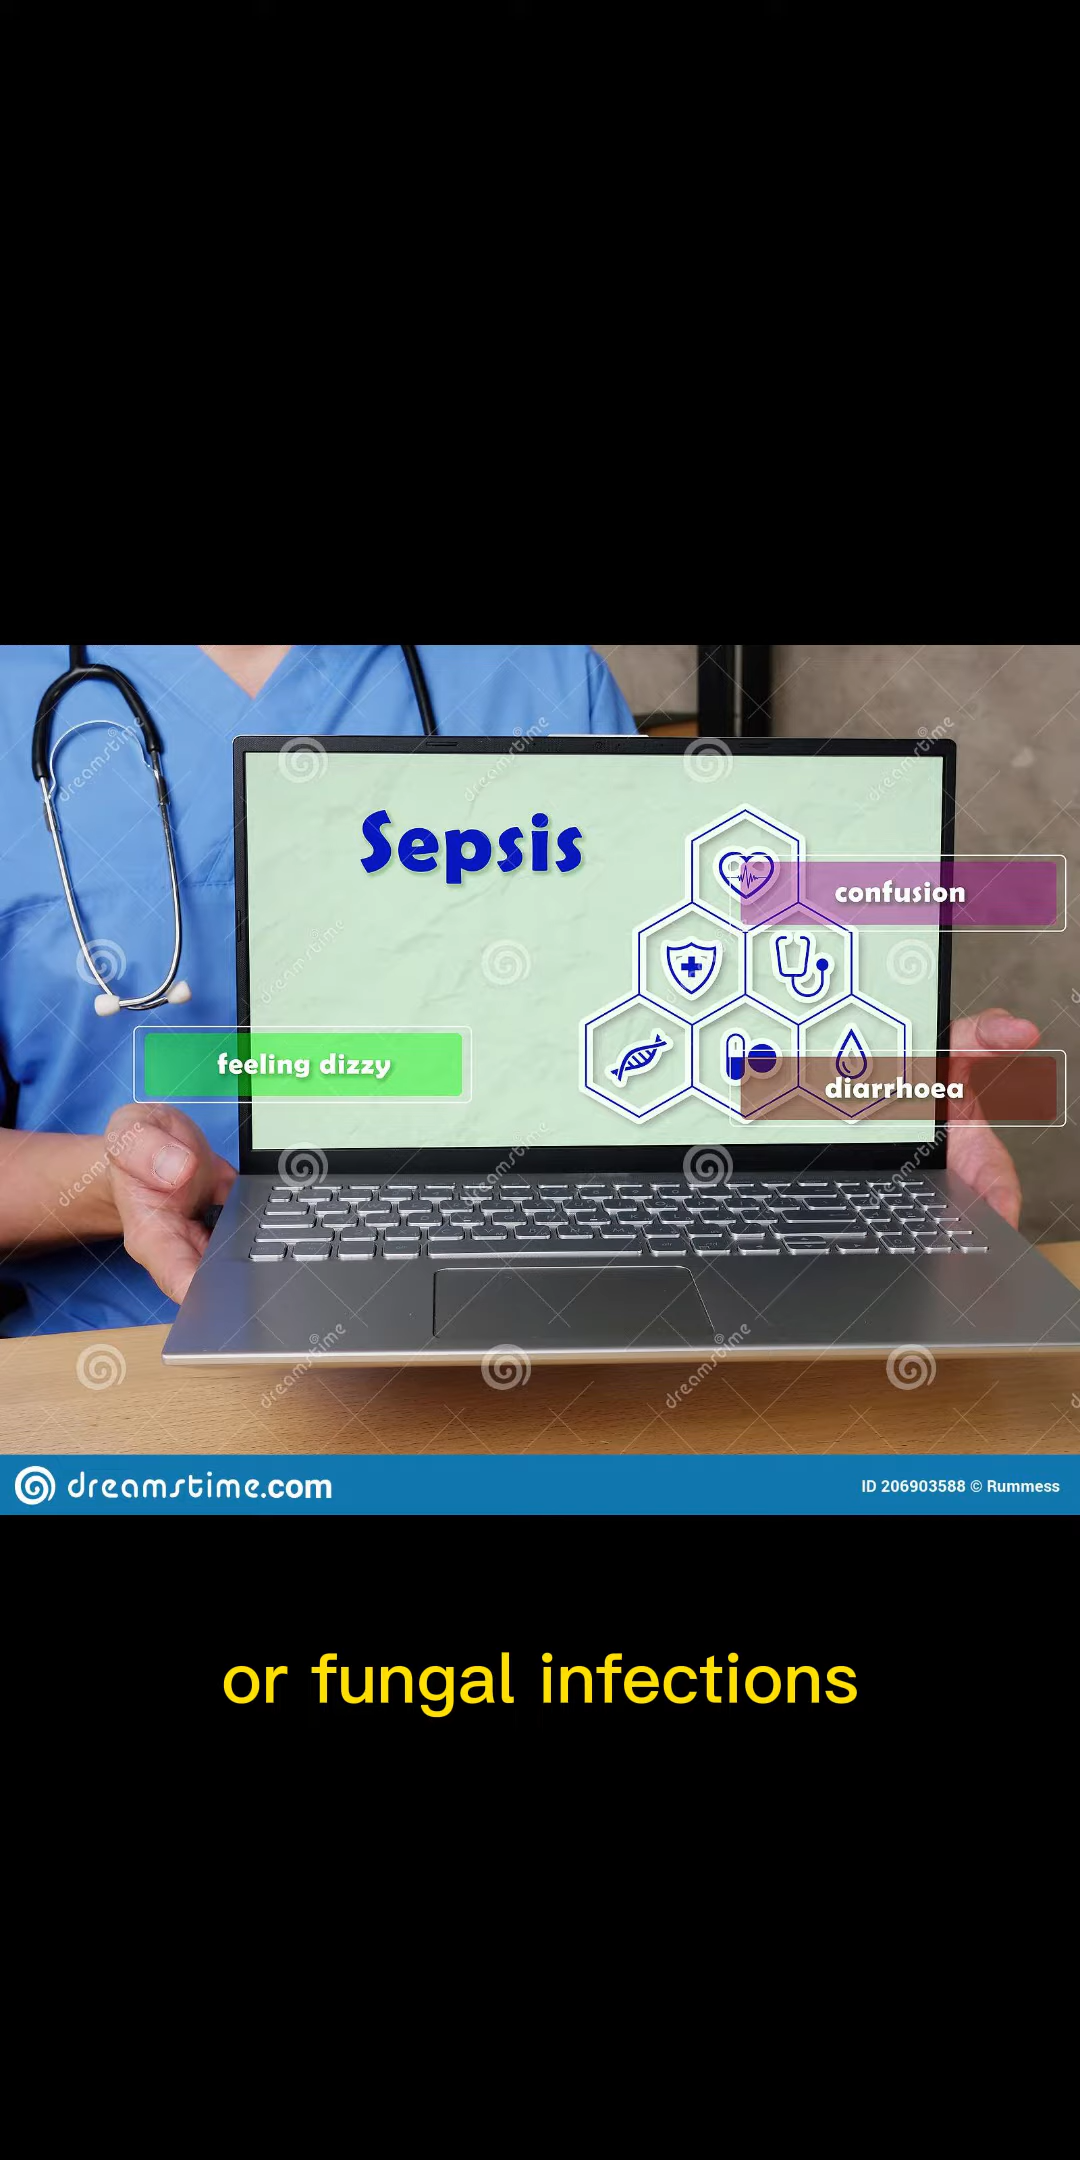 Sepsis
confusion
feeling dizzy
diarrhoea
dreamstime.com
ID 206903588 © Rummess
or fungal infections